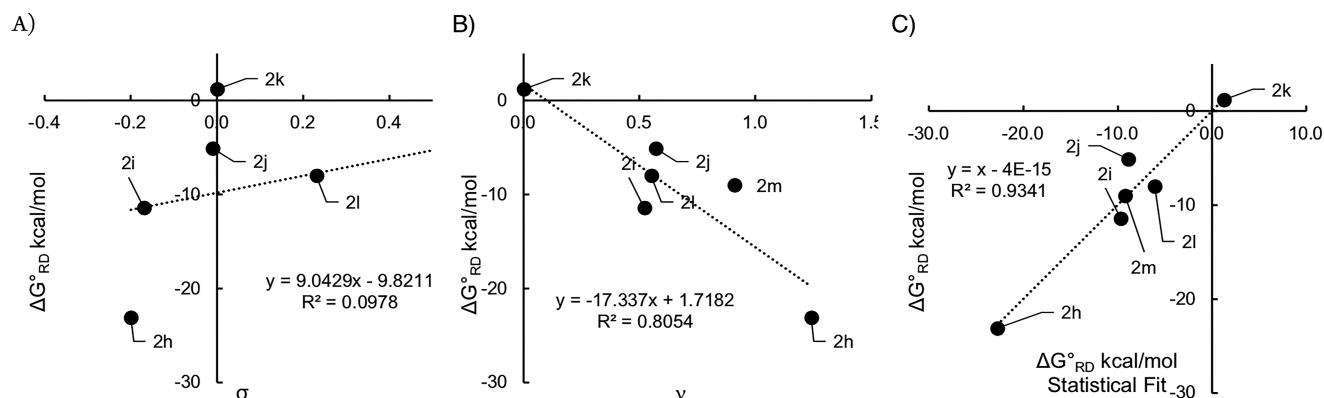 A)
ΔG°RD kcal/mol
2k
0
-0.4
-0.2
0.0
0.2
0.4
2j
2i
-10
2l
y = 9.0429x - 9.8211
R² = 0.0978
-20
2h
-30
σ
B)
ΔG°RD kcal/mol
2k
0
0.0
0.5
1.0
2j
2i
2m
2l
-10
-20
y = -17.337x + 1.7182
R² = 0.8054
2h
-30
ν
C)
ΔG°RD kcal/mol
2k
0
-30.0
-20.0
-10.0
0.0
10.0
2j
y = x - 4E-15
2i
R² = 0.9341
-10
2l
2m
-20
2h
ΔG°RD kcal/mol
Statistical Fit
-30